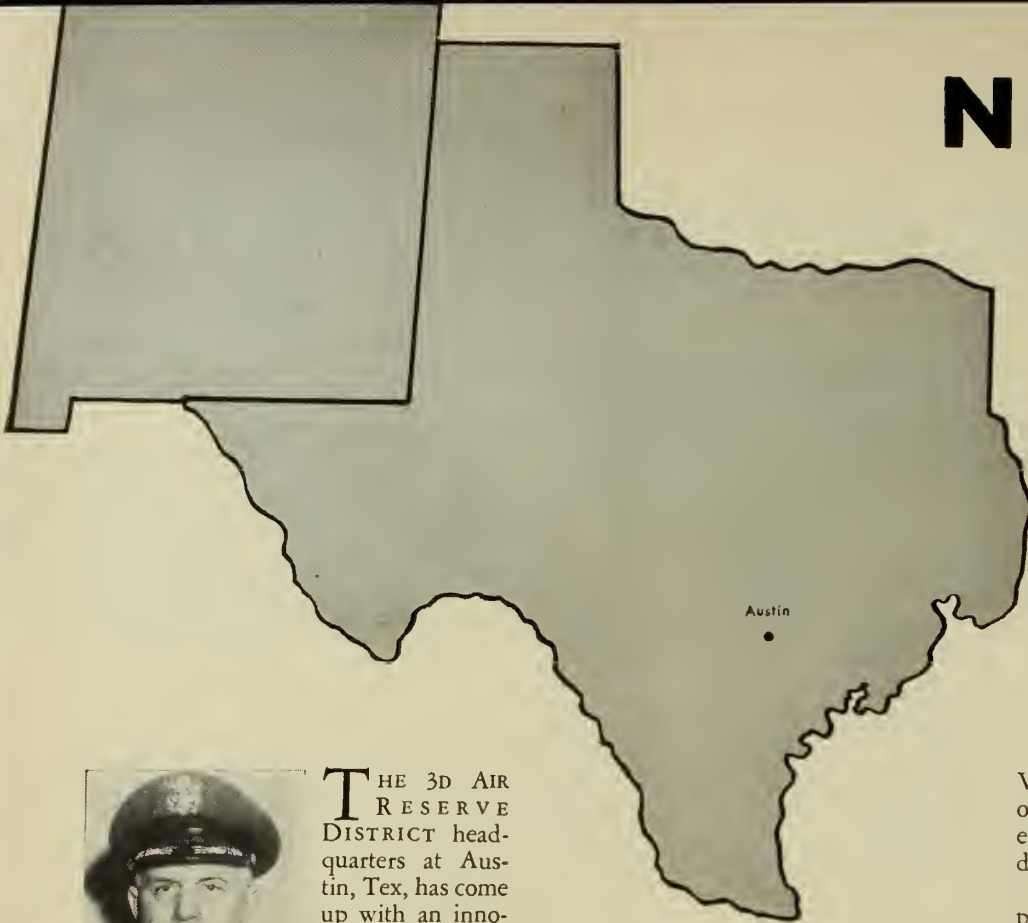 N
Austin
THE 3D AIR
RESERVE
DISTRICT head-
quarters at Aus-
tin, Tex, has come
up with an inno-